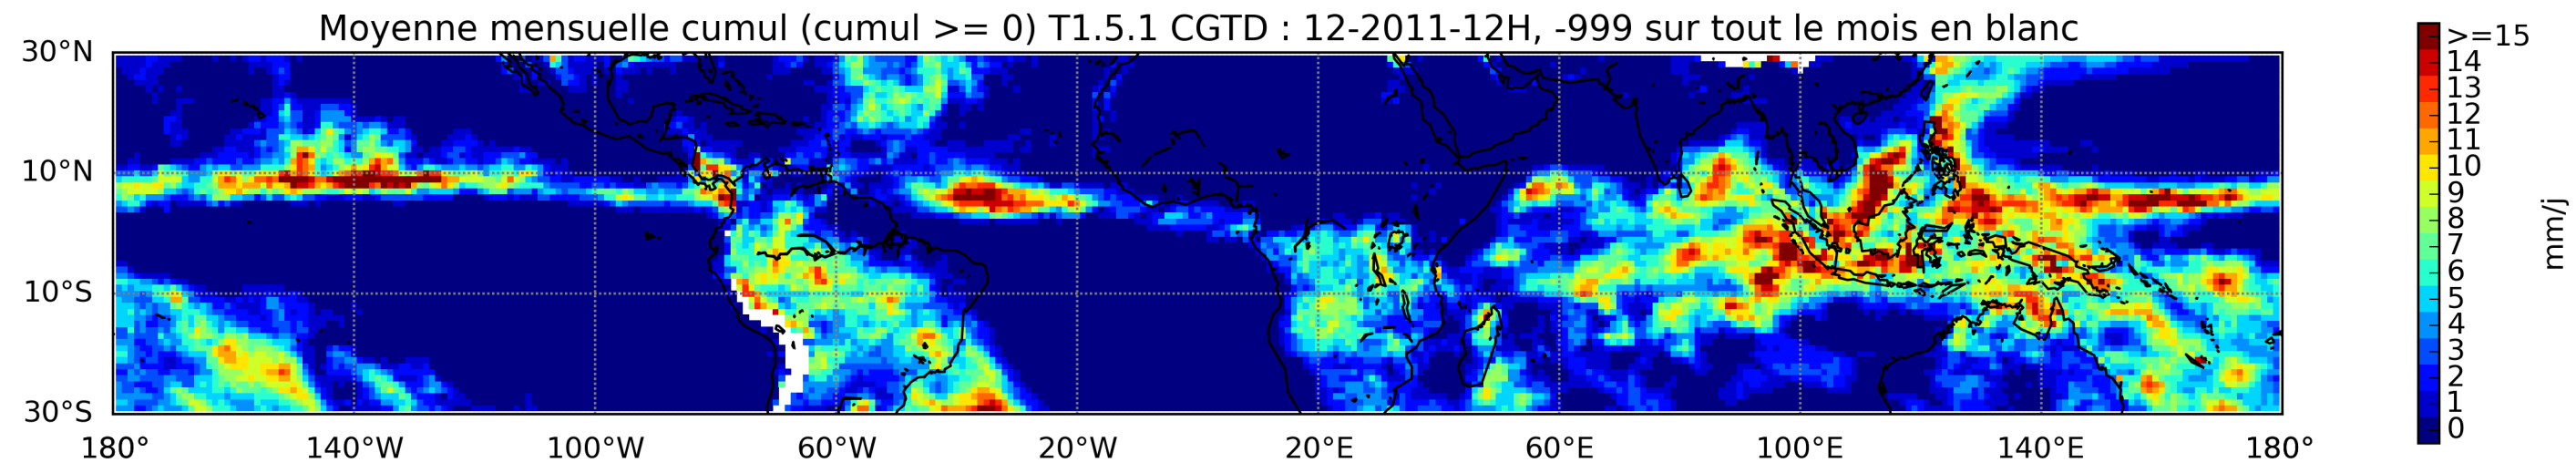 Moyenne mensuelle cumul (cumul >= 0) T1.5.1 CGTD : 12-2011-12H, -999 sur tout le mois en blanc
30°N
10°N
10°S
30°S
180° 140°W 100°W 60°W 20°W 20°E 60°E 100°E 140°E 180°
>=15
14
13
12
11
10
9
8
7
6
5
4
3
2
1
0
mm/j